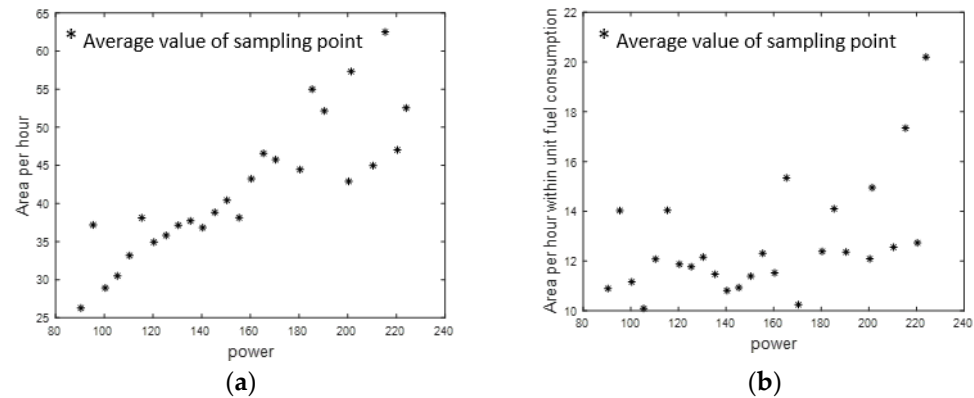 * Average value of sampling point
65
60
55
50
45
40
35
30
25
Area per hour
80 100 120 140 160 180 200 220 240
power
(a)
* Average value of sampling point
22
20
18
16
14
12
10
Area per hour within unit fuel consumption
80 100 120 140 160 180 200 220 240
power
(b)